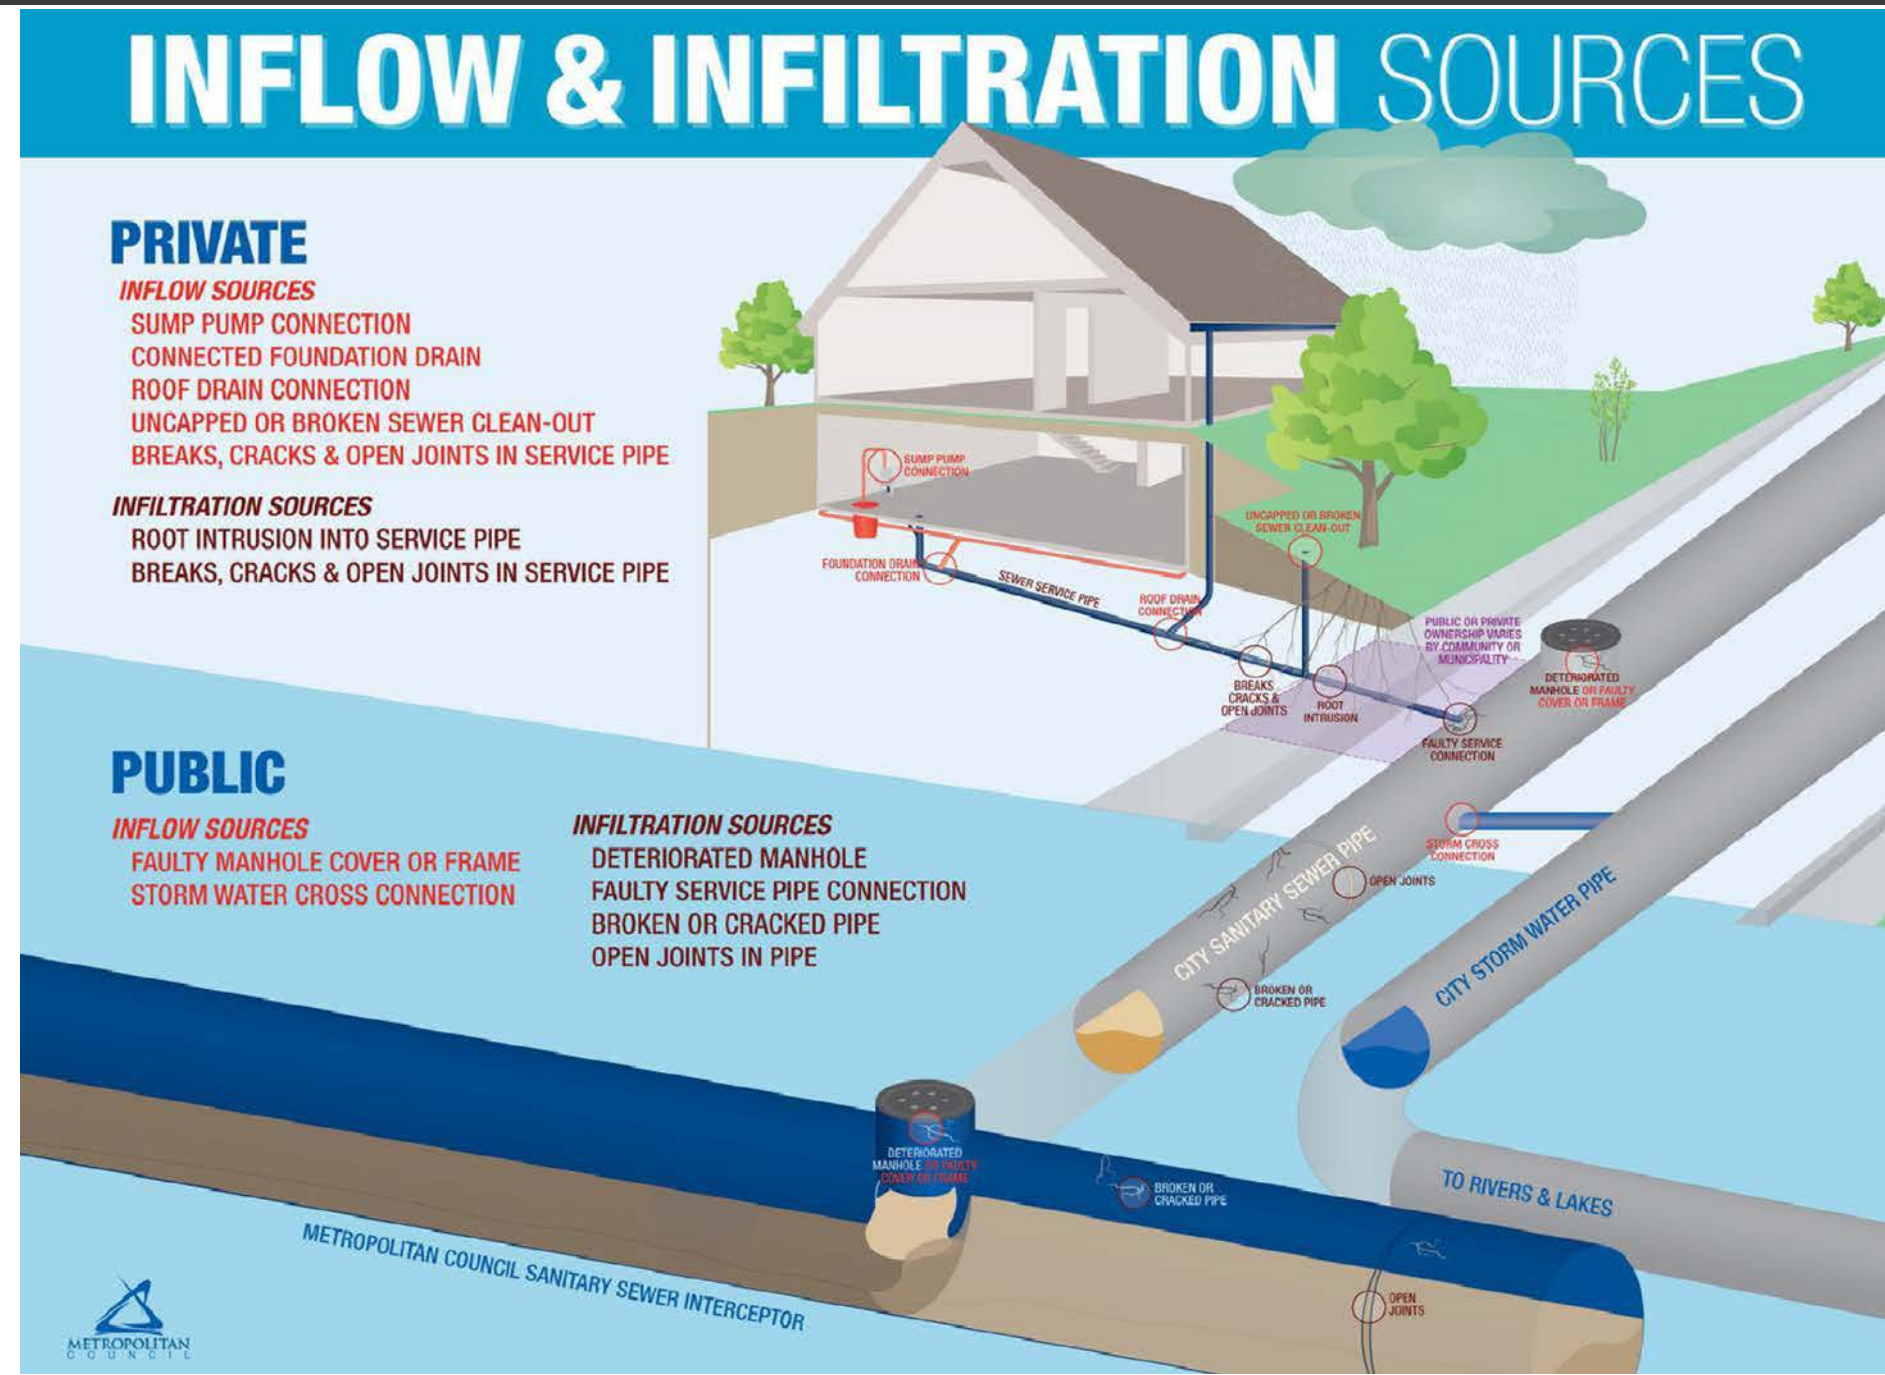 INFLOW & INFILTRATION SOURCES
PRIVATE
INFLOW SOURCES
SUMP PUMP CONNECTION
CONNECTED FOUNDATION DRAIN
ROOF DRAIN CONNECTION
UNCAPPED OR BROKEN SEWER CLEAN-OUT
BREAKS, CRACKS & OPEN JOINTS IN SERVICE PIPE
INFILTRATION SOURCES
ROOT INTRUSION INTO SERVICE PIPE
BREAKS, CRACKS & OPEN JOINTS IN SERVICE PIPE
SUMP PUMP
CONNECTION
UNCAPPED OR BROKEN
SEWER CLEAN-OUT
FOUNDATION DRAIN
CONNECTION
SEWER SERVICE PIPE
ROOF DRAIN
CONNECTION
PUBLIC OR PRIVATE
OWNERSHIP VARIES
BY COMMUNITY OR
MUNICIPALITY
BREAKS
CRACKS &
OPEN JOINTS
ROOT
INTRUSION
DETERIORATED
MANHOLE OR FAULTY
COVER OR FRAME
FAULTY SERVICE
CONNECTION
PUBLIC
INFLOW SOURCES
FAULTY MANHOLE COVER OR FRAME
STORM WATER CROSS CONNECTION
INFILTRATION SOURCES
DETERIORATED MANHOLE
FAULTY SERVICE PIPE CONNECTION
BROKEN OR CRACKED PIPE
OPEN JOINTS IN PIPE
STORM CROSS
CONNECTION
OPEN JOINTS
CITY SANITARY SEWER PIPE
CITY STORM WATER PIPE
BROKEN OR
CRACKED PIPE
DETERIORATED
MANHOLE OR FAULTY
COVER OR FRAME
BROKEN OR
CRACKED PIPE
TO RIVERS & LAKES
METROPOLITAN COUNCIL SANITARY SEWER INTERCEPTOR
OPEN
JOINTS
METROPOLITAN
COUNCIL